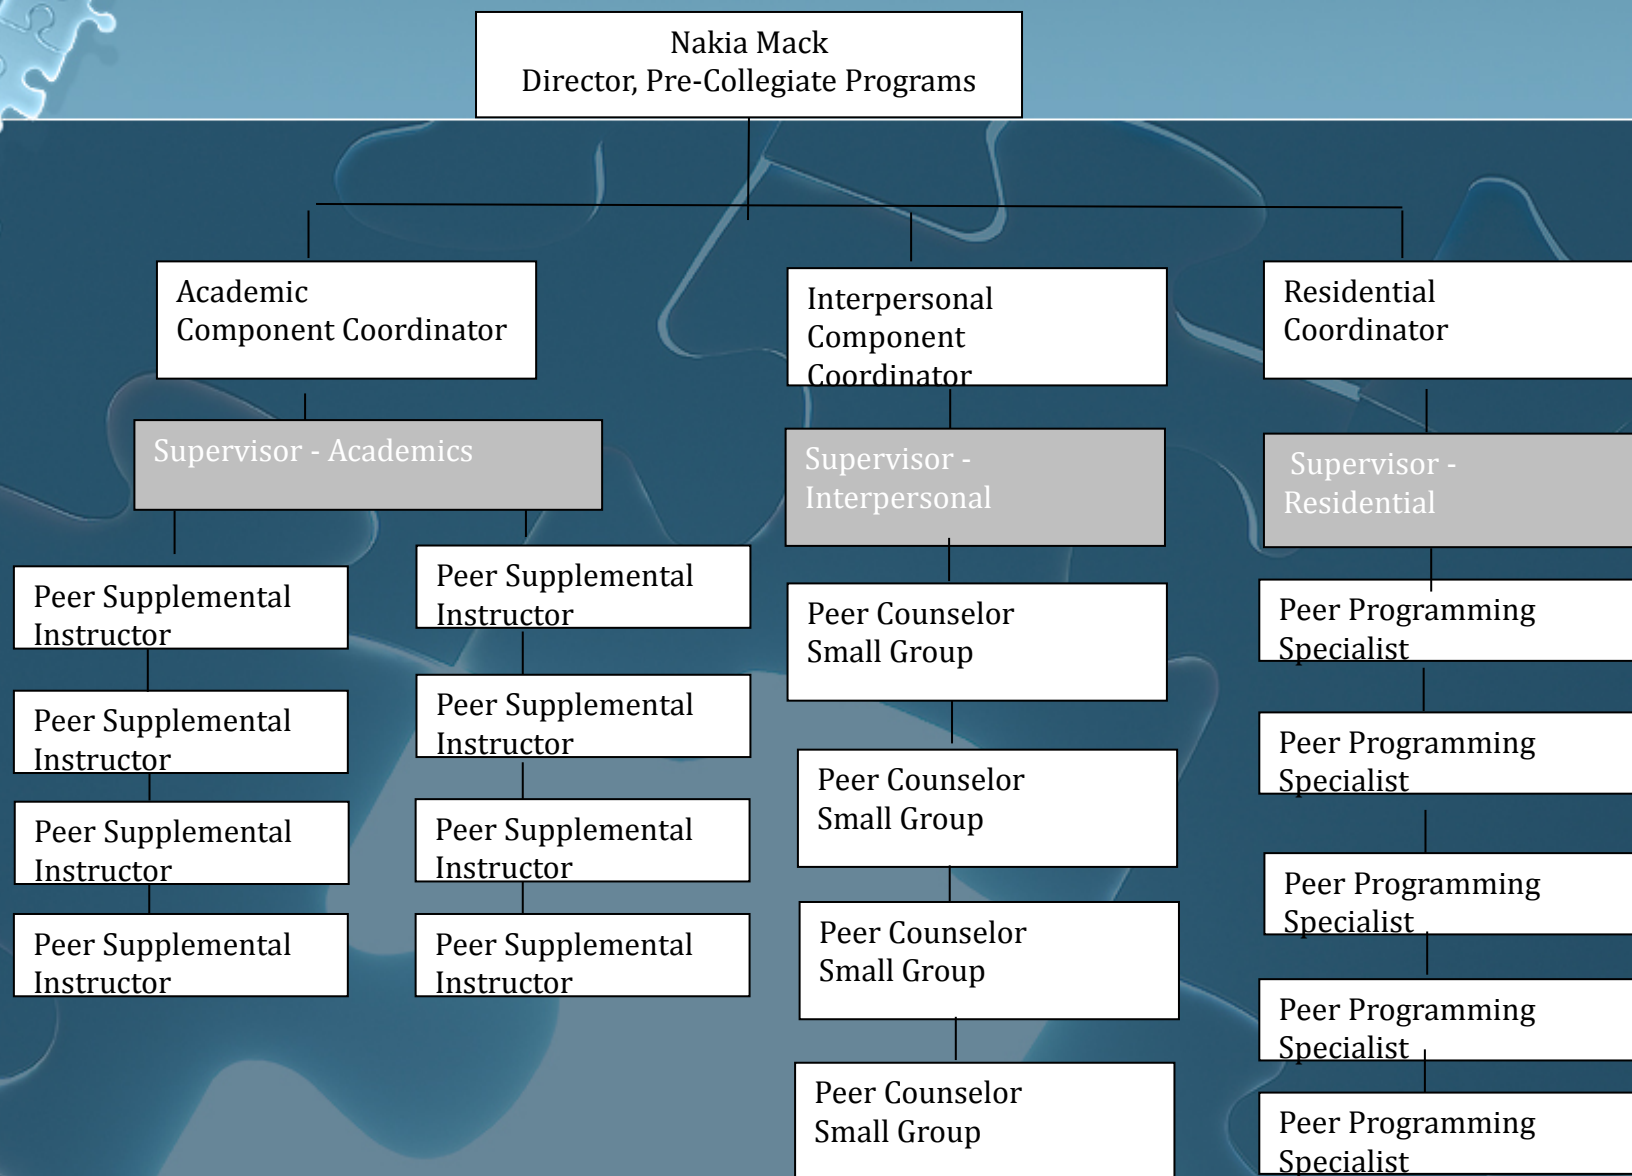 Nakia Mack
Director, Pre-Collegiate Programs
Academic
Component Coordinator
Interpersonal
Component
Coordinator
Residential
Coordinator
Supervisor - Academics
Supervisor -
Interpersonal
Supervisor -
Residential
Peer Supplemental
Instructor
Peer Supplemental
Instructor
Peer Supplemental
Instructor
Peer Supplemental
Instructor
Peer Supplemental
Instructor
Peer Supplemental
Instructor
Peer Supplemental
Instructor
Peer Supplemental
Instructor
Peer Counselor
Small Group
Peer Counselor
Small Group
Peer Counselor
Small Group
Peer Counselor
Small Group
Peer Programming
Specialist
Peer Programming
Specialist
Peer Programming
Specialist
Peer Programming
Specialist
Peer Programming
Specialist